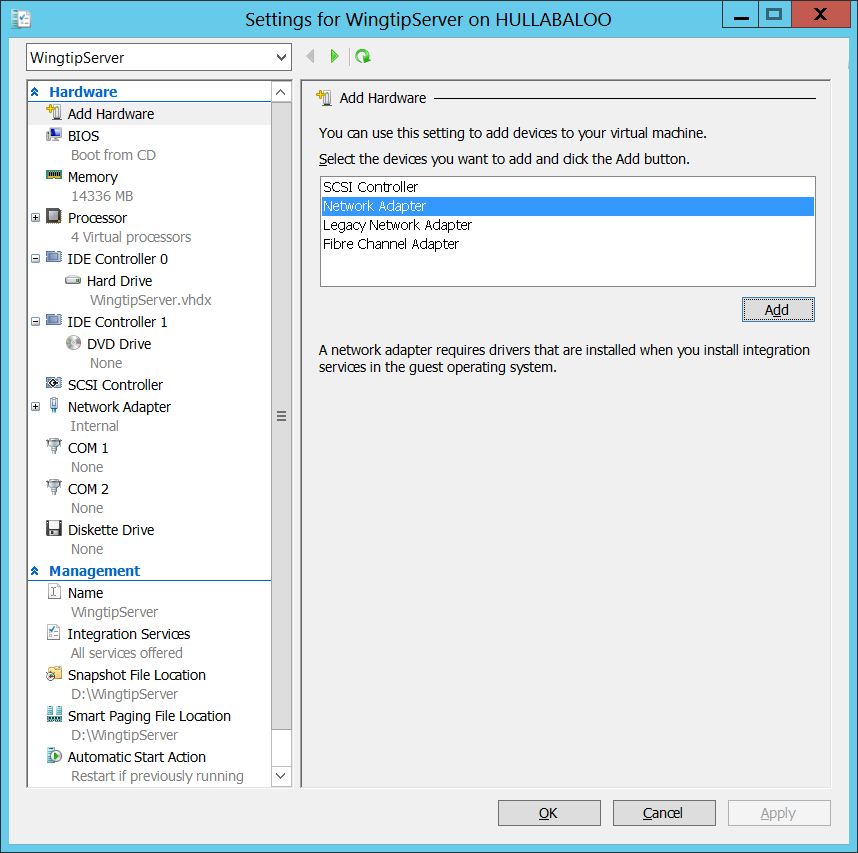 Settings for WingtipServer on HULLABALOO
WingtipServer
Hardware
Add Hardware
BIOS
Boot from CD
Memory
14336 MB
Processor
4 Virtual processors
IDE Controller 0
Hard Drive
WingtipServer.vhdx
IDE Controller 1
DVD Drive
None
SCSI Controller
Network Adapter
Internal
COM 1
None
COM 2
None
Diskette Drive
None
Management
Name
WingtipServer
Integration Services
All services offered
Snapshot File Location
D:\WingtipServer
Smart Paging File Location
D:\WingtipServer
Automatic Start Action
Restart if previously running
Add Hardware
You can use this setting to add devices to your virtual machine.
Select the devices you want to add and click the Add button.
SCSI Controller
Network Adapter
Legacy Network Adapter
Fibre Channel Adapter
Add
A network adapter requires drivers that are installed when you install integration
services in the guest operating system.
OK
Cancel
Apply